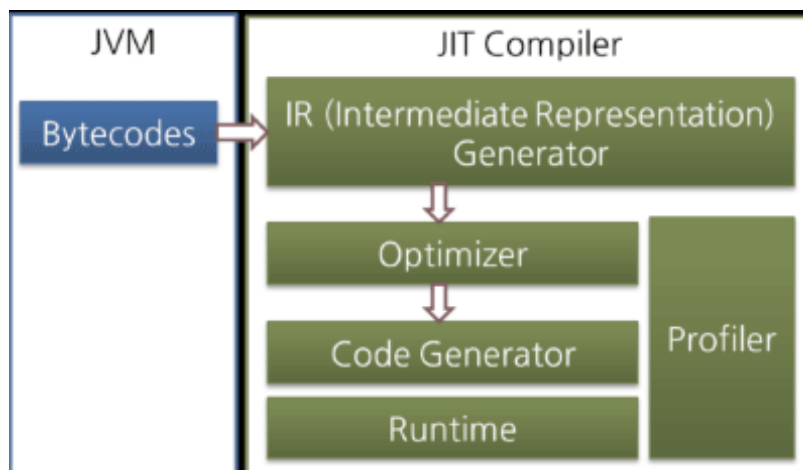 JVM
JIT Compiler
Bytecodes
IR (Intermediate Representation)
Generator
Optimizer
Code Generator
Profiler
Runtime